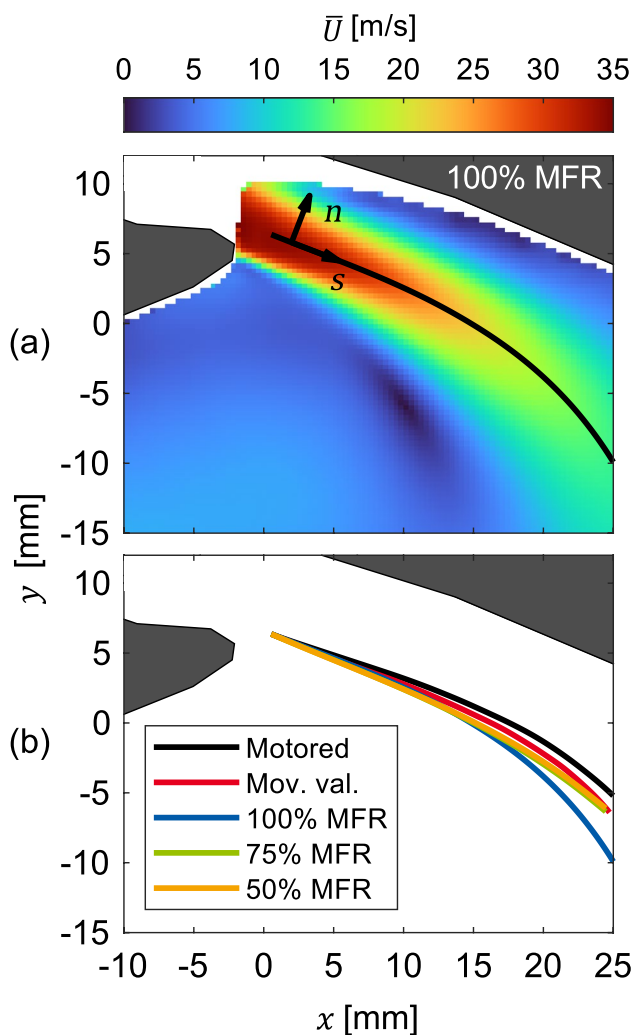 U̅ [m/s]
0 5 10 15 20 25 30 35
100% MFR
10
5
0
-5
-10
-15
n
s
(a)
y [mm]
10
5
0
-5
-10
-15
(b)
Motored
Mov. val.
100% MFR
75% MFR
50% MFR
-10 -5 0 5 10 15 20 25
x [mm]